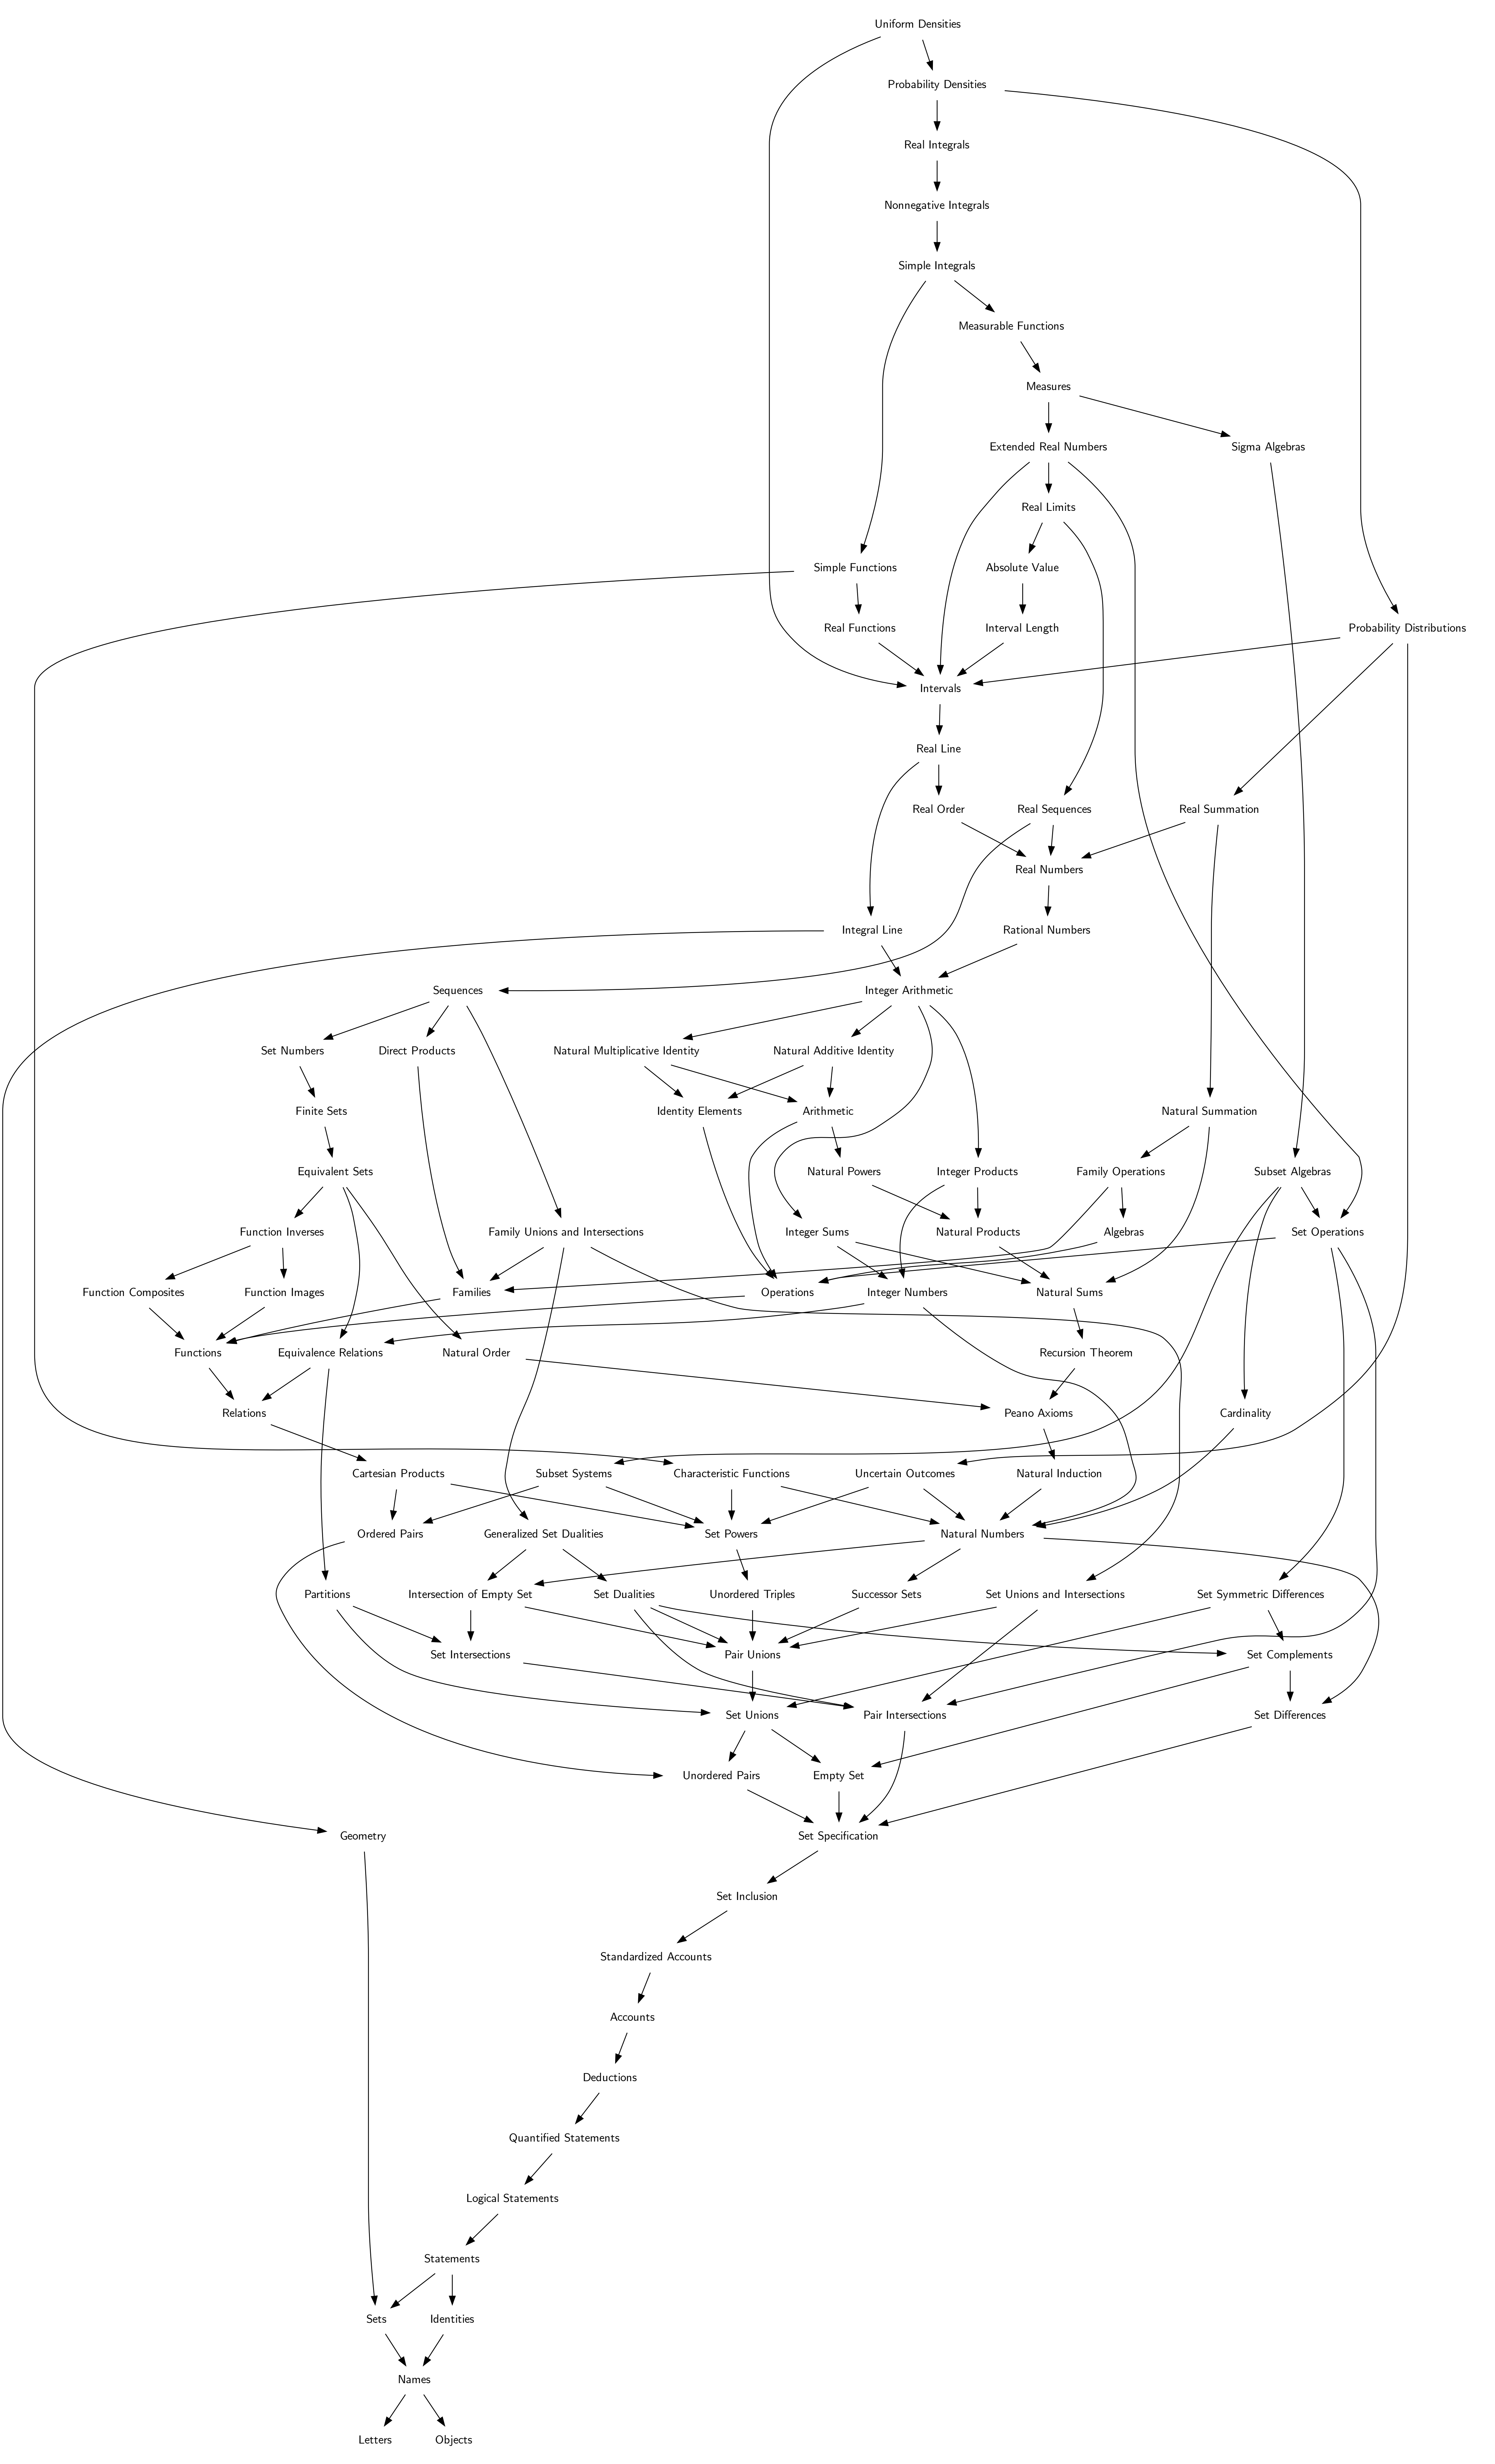 Uniform Densities
Probability Densities
Real Integrals
Nonnegative Integrals
Simple Integrals
Measurable Functions
Measures
Extended Real Numbers
Sigma Algebras
Real Limits
Simple Functions
Absolute Value
Real Functions
Interval Length
Probability Distributions
Intervals
Real Line
Real Order
Real Sequences
Real Summation
Real Numbers
Integral Line
Rational Numbers
Sequences
Integer Arithmetic
Set Numbers
Direct Products
Natural Multiplicative Identity
Natural Additive Identity
Finite Sets
Identity Elements
Arithmetic
Natural Summation
Equivalent Sets
Natural Powers
Integer Products
Family Operations
Subset Algebras
Function Inverses
Family Unions and Intersections
Integer Sums
Natural Products
Algebras
Set Operations
Function Composites
Function Images
Families
Operations
Integer Numbers
Natural Sums
Functions
Equivalence Relations
Natural Order
Recursion Theorem
Relations
Peano Axioms
Cardinality
Cartesian Products
Subset Systems
Characteristic Functions
Uncertain Outcomes
Natural Induction
Ordered Pairs
Generalized Set Dualities
Set Powers
Natural Numbers
Partitions
Intersection of Empty Set
Set Dualities
Unordered Triples
Successor Sets
Set Unions and Intersections
Set Symmetric Differences
Set Intersections
Pair Unions
Set Complements
Set Unions
Pair Intersections
Set Differences
Unordered Pairs
Empty Set
Geometry
Set Specification
Set Inclusion
Standardized Accounts
Accounts
Deductions
Quantified Statements
Logical Statements
Statements
Sets
Identities
Names
Letters
Objects